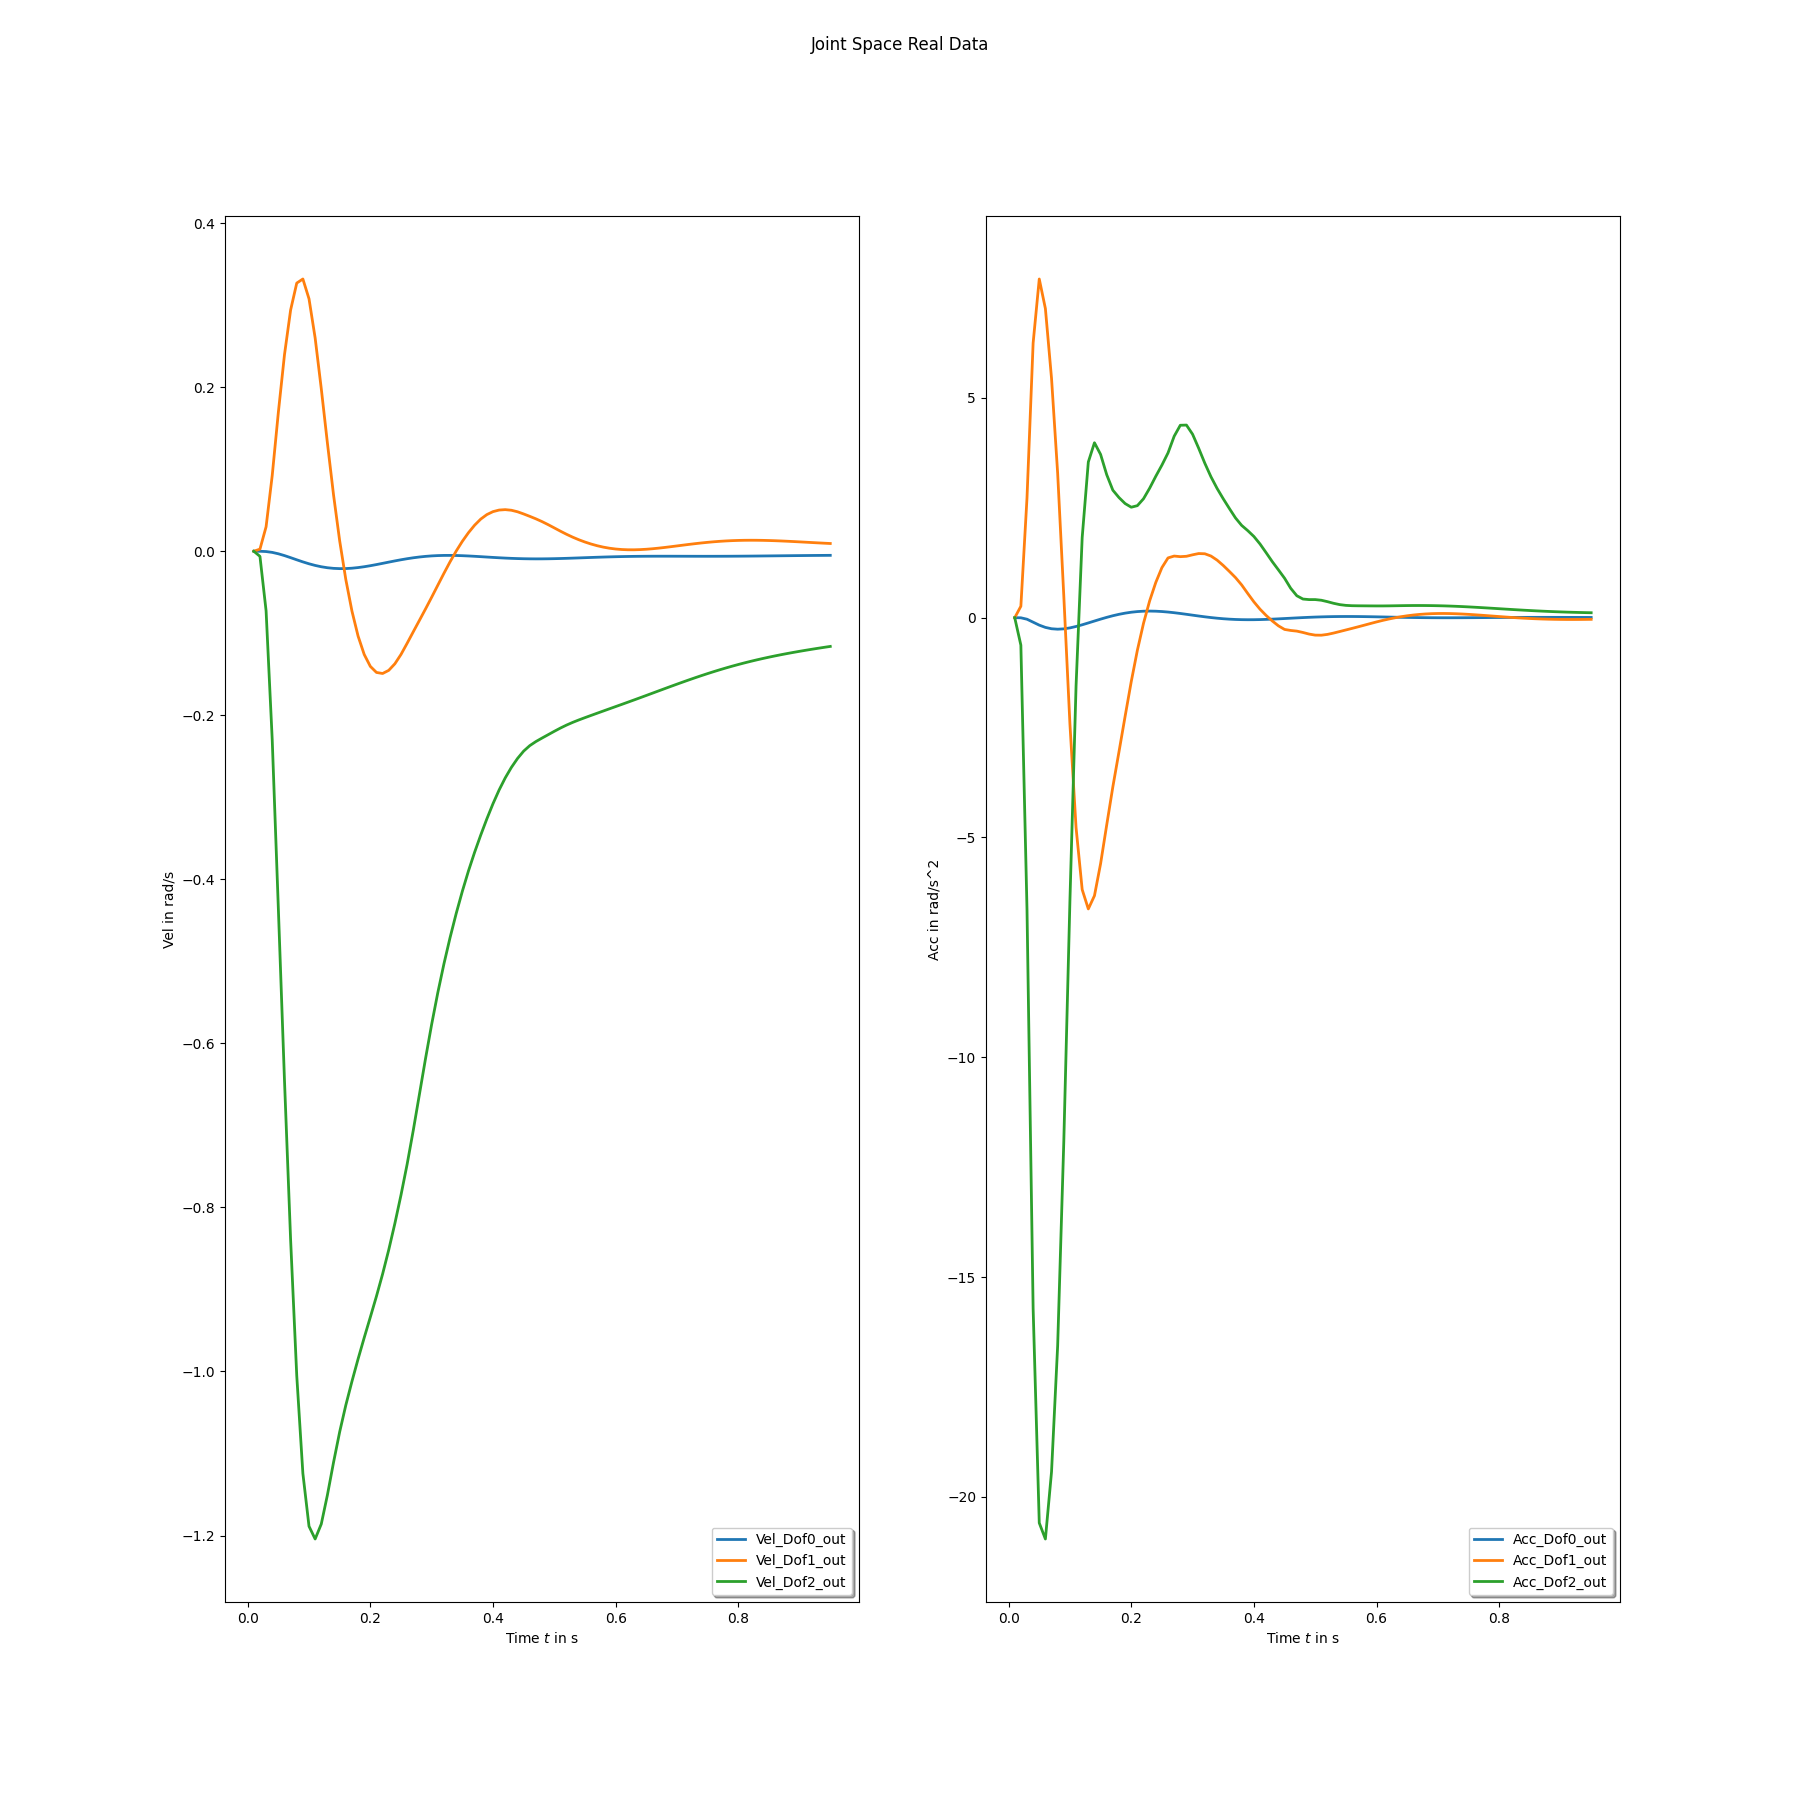 Joint Space Real Data
0.4
0.2
0.0
−0.2
−0.4
−0.6
−0.8
−1.0
−1.2
Vel in rad/s
0.0 0.2 0.4 0.6 0.8
Time t in s
Vel_Dof0_out
Vel_Dof1_out
Vel_Dof2_out
5
0
−5
−10
−15
−20
Acc in rad/s^2
0.0 0.2 0.4 0.6 0.8
Time t in s
Acc_Dof0_out
Acc_Dof1_out
Acc_Dof2_out